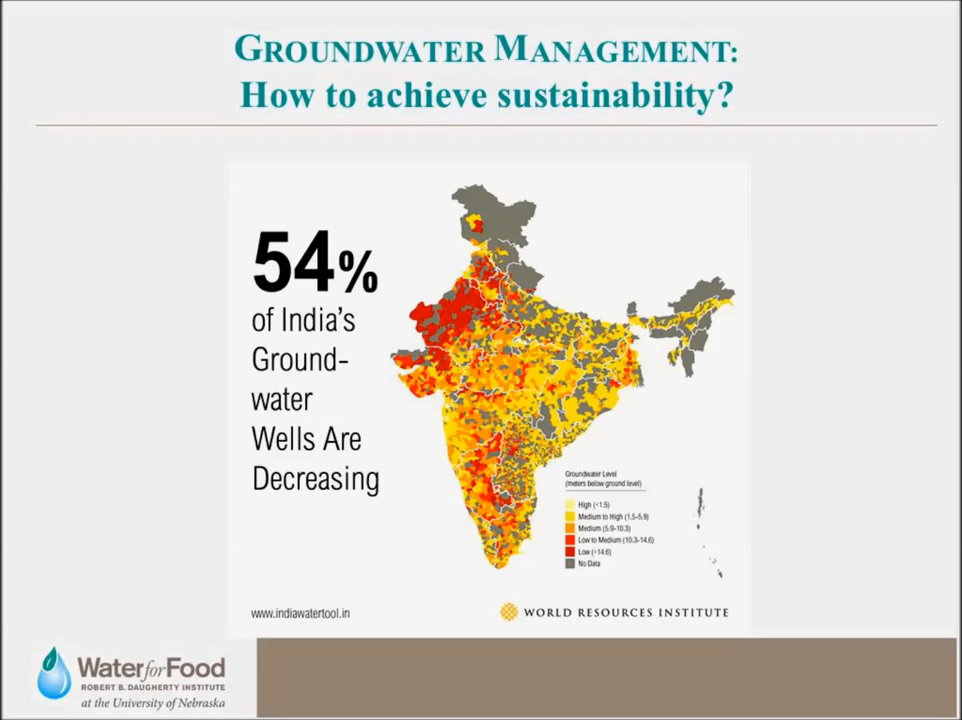 GROUNDWATER MANAGEMENT:
How to achieve sustainability?
54%
of India's
Ground-
water
Wells Are
Decreasing
Groundwater Level
(meters below ground level)
High (<1.5)
Medium to High (1.5-5.9)
Medium (5.9-10.3)
Low to Medium (10.3-14.6)
Low (>14.6)
No Data
www.indiawatertool.in
WORLD RESOURCES INSTITUTE
Water for Food
ROBERT B. DAUGHERTY INSTITUTE
at the University of Nebraska